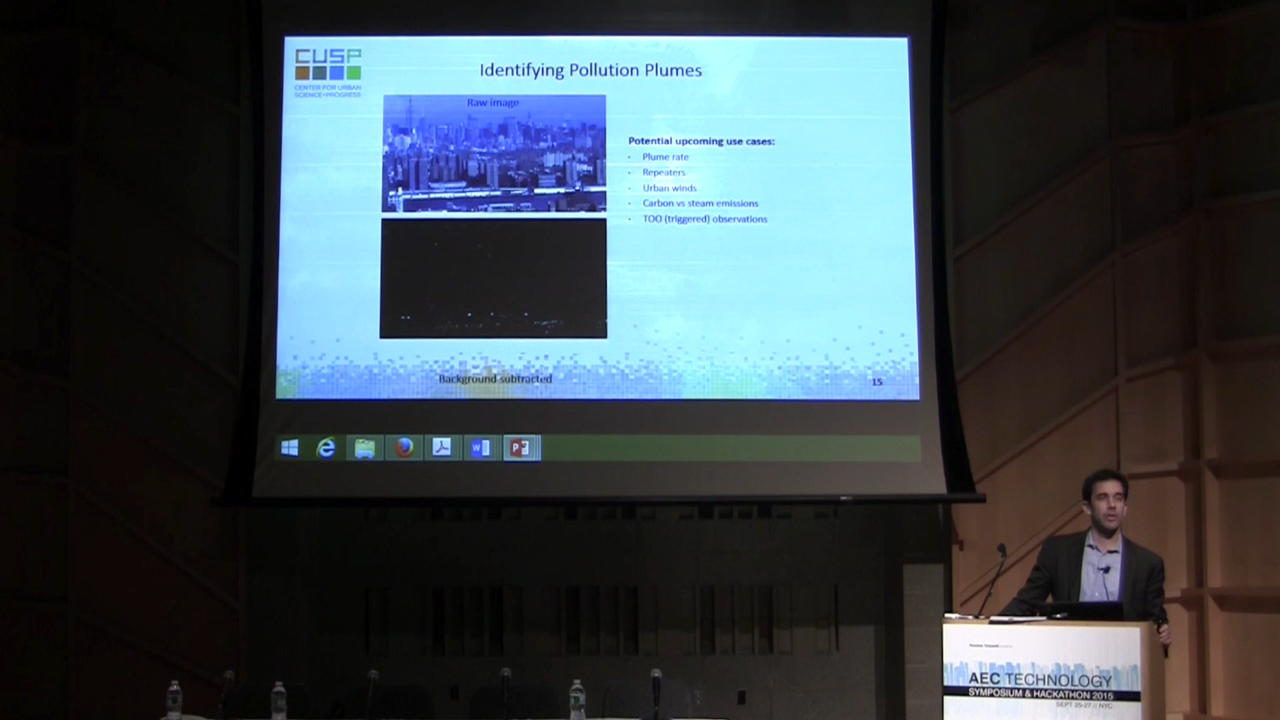 CUSP
CENTER FOR URBAN
SCIENCE+PROGRESS
Identifying Pollution Plumes
Raw image
Potential upcoming use cases:
- Plume rate
- Repeaters
- Urban winds
- Carbon vs steam emissions
- TOO (triggered) observations
Background subtracted
15
AEC TECHNOLOGY
SYMPOSIUM & HACKATHON 2015
SEPT 25-27 // NYC